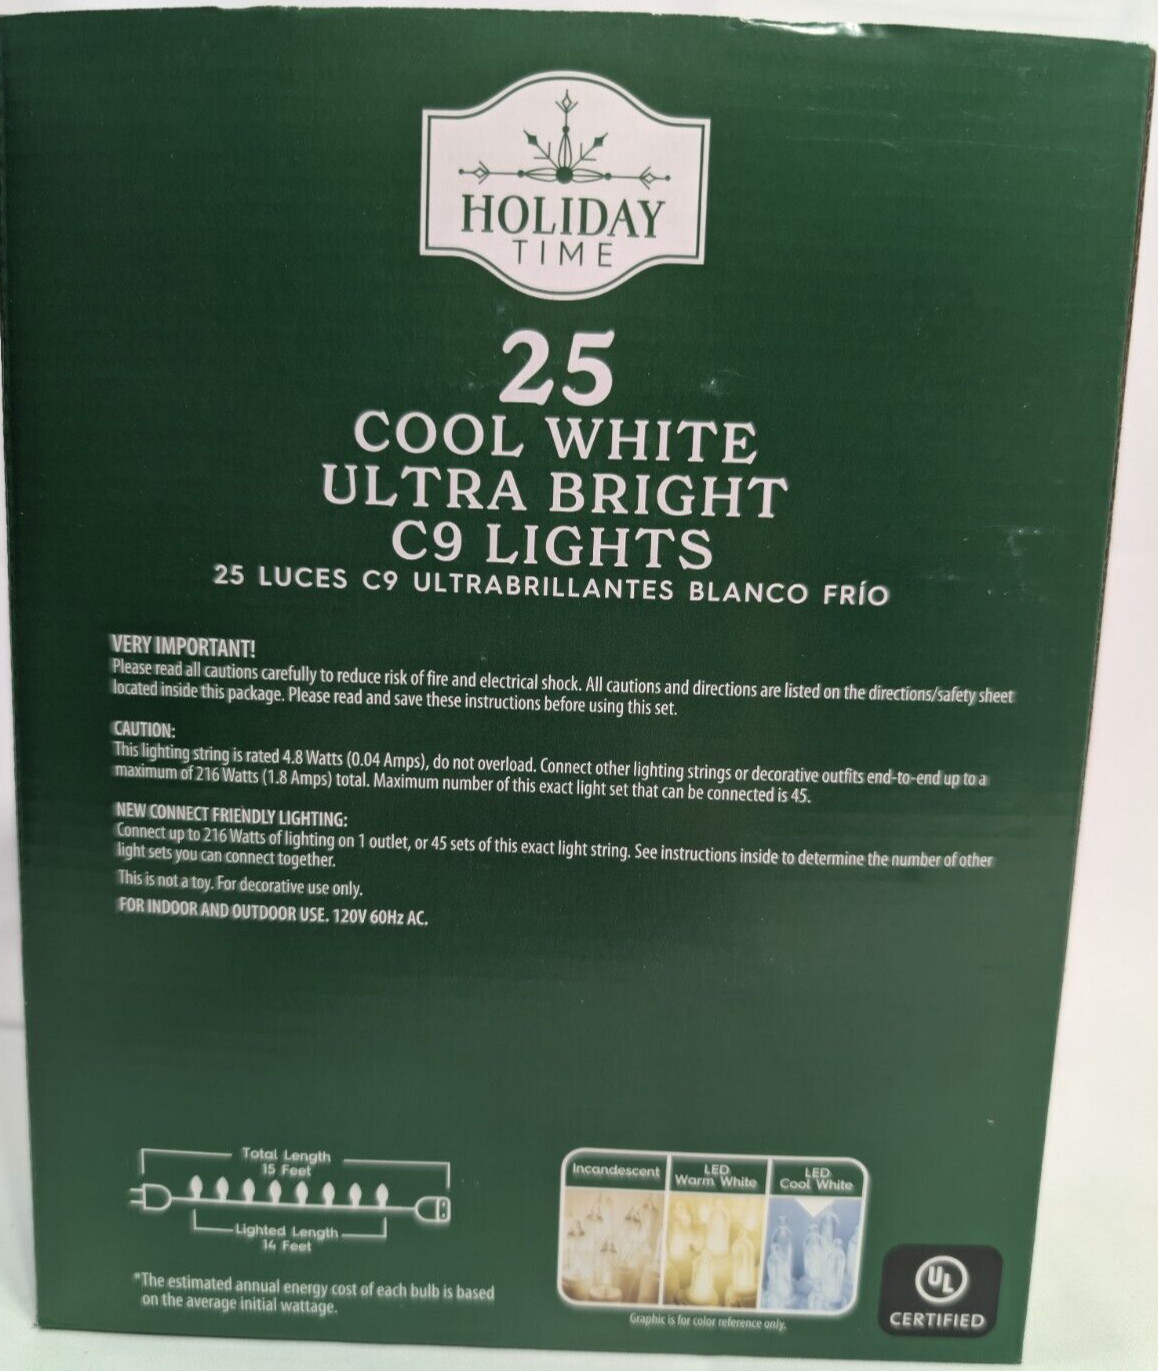 HOLIDAY
TIME
25
COOL WHITE
ULTRA BRIGHT
C9 LIGHTS
25 LUCES C9 ULTRABRILLANTES BLANCO FRÍO
VERY IMPORTANT!
Please read all cautions carefully to reduce risk of fire and electrical shock. All cautions and directions are listed on the directions/safety sheet
located inside this package. Please read and save these instructions before using this set.
CAUTION:
This lighting string is rated 4.8 Watts (0.04 Amps), do not overload. Connect other lighting strings or decorative outfits end-to-end up to a
maximum of 216 Watts (1.8 Amps) total. Maximum number of this exact light set that can be connected is 45.
NEW CONNECT FRIENDLY LIGHTING:
Connect up to 216 Watts of lighting on 1 outlet, or 45 sets of this exact light string. See instructions inside to determine the number of other
light sets you can connect together.
This is not a toy. For decorative use only.
FOR INDOOR AND OUTDOOR USE. 120V 60Hz AC.
Total Length
15 Feet
Lighted Length
14 Feet
*The estimated annual energy cost of each bulb is based
on the average initial wattage.
Incandescent
LED
Warm White
LED
Cool White
Graphic is for color reference only.
UL
CERTIFIED